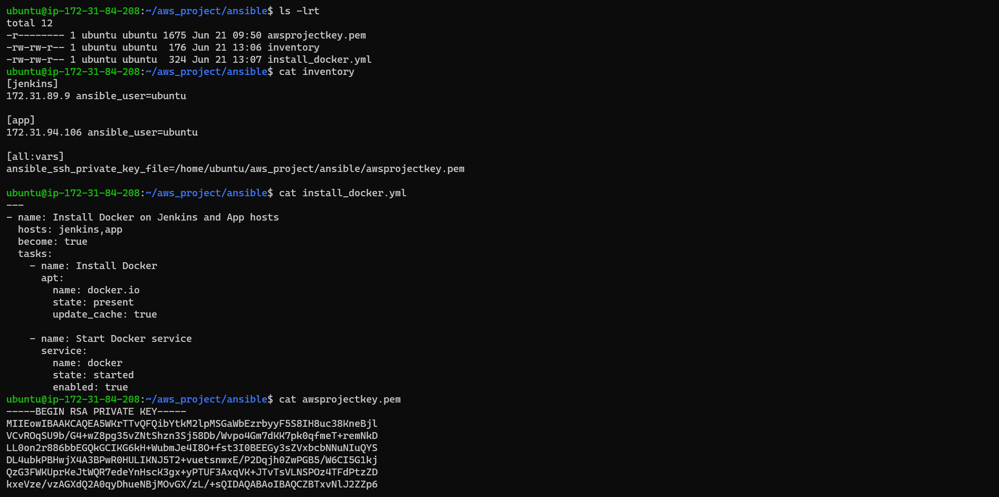 ubuntu@ip-172-31-84-208:~/aws_project/ansible$ ls -lrt
total 12
-r-------- 1 ubuntu ubuntu 1675 Jun 21 09:50 awsprojectkey.pem
-rw-rw-r-- 1 ubuntu ubuntu  176 Jun 21 13:06 inventory
-rw-rw-r-- 1 ubuntu ubuntu  324 Jun 21 13:07 install_docker.yml
ubuntu@ip-172-31-84-208:~/aws_project/ansible$ cat inventory
[jenkins]
172.31.89.9 ansible_user=ubuntu

[app]
172.31.94.106 ansible_user=ubuntu

[all:vars]
ansible_ssh_private_key_file=/home/ubuntu/aws_project/ansible/awsprojectkey.pem

ubuntu@ip-172-31-84-208:~/aws_project/ansible$ cat install_docker.yml
---
- name: Install Docker on Jenkins and App hosts
  hosts: jenkins,app
  become: true
  tasks:
    - name: Install Docker
      apt:
        name: docker.io
        state: present
        update_cache: true

    - name: Start Docker service
      service:
        name: docker
        state: started
        enabled: true
ubuntu@ip-172-31-84-208:~/aws_project/ansible$ cat awsprojectkey.pem
-----BEGIN RSA PRIVATE KEY-----
MIIEowIBAAKCAQEA5WKrTTvQFQibYtkM2lpMSGaWbEzrbyyF5S8IH8uc38KneBjl
VCvROqSU9b/G4+wZ8pg35vZNtShzn3Sj58Db/Wvpo4Gm7dKK7pk0qfmeT+remNkD
LL0on2r886bbEGQkGCIKG6kH+WubmJe4I8O+fst3I0BEEGy3sZVxbcbNNuNIuQYS
DL4ubkPBHwjX4A3BPwR0HULIKNJ5T2+vuetsnwxE/P2Dqjh0ZwPGB5/W6CI5G1kj
QzG3FWKUprKeJtWQR7edeYnHscK3gx+yPTUF3AxqVK+JTvTsVLNSPOz4TFdPtzZD
kxeVze/vzAGXdQ2A0qyDhueNBjMOvGX/zL/+sQIDAQABAoIBAQCZBTxvNlJ2ZZp6